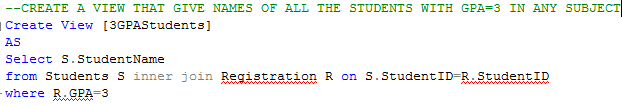 --CREATE A VIEW THAT GIVE NAMES OF ALL THE STUDENTS WITH GPA=3 IN ANY SUBJECT
Create View [3GPAStudents]
AS
Select S.StudentName
from Students S inner join Registration R on S.StudentID=R.StudentID
where R.GPA=3